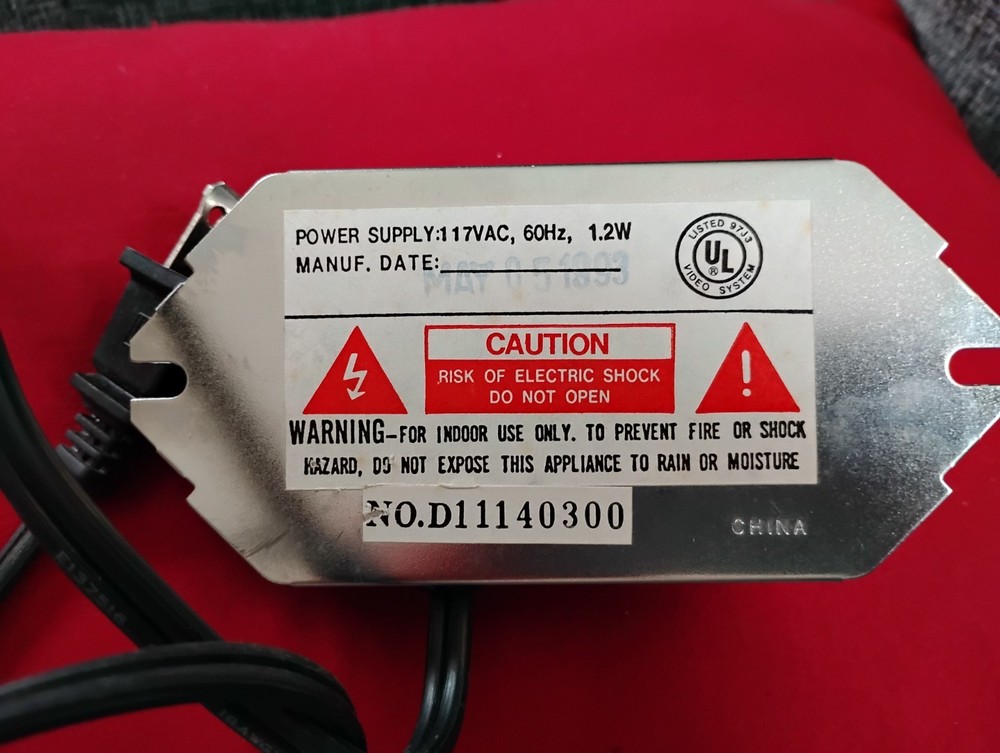 POWER SUPPLY:117VAC, 60Hz, 1.2W
MANUF. DATE:
MAY 05 1993
LISTED 97J3
UL
®
VIDEO SYSTEM
CAUTION
RISK OF ELECTRIC SHOCK
DO NOT OPEN
WARNING-FOR INDOOR USE ONLY. TO PREVENT FIRE OR SHOCK
HAZARD, DO NOT EXPOSE THIS APPLIANCE TO RAIN OR MOISTURE
NO.D11140300
CHINA